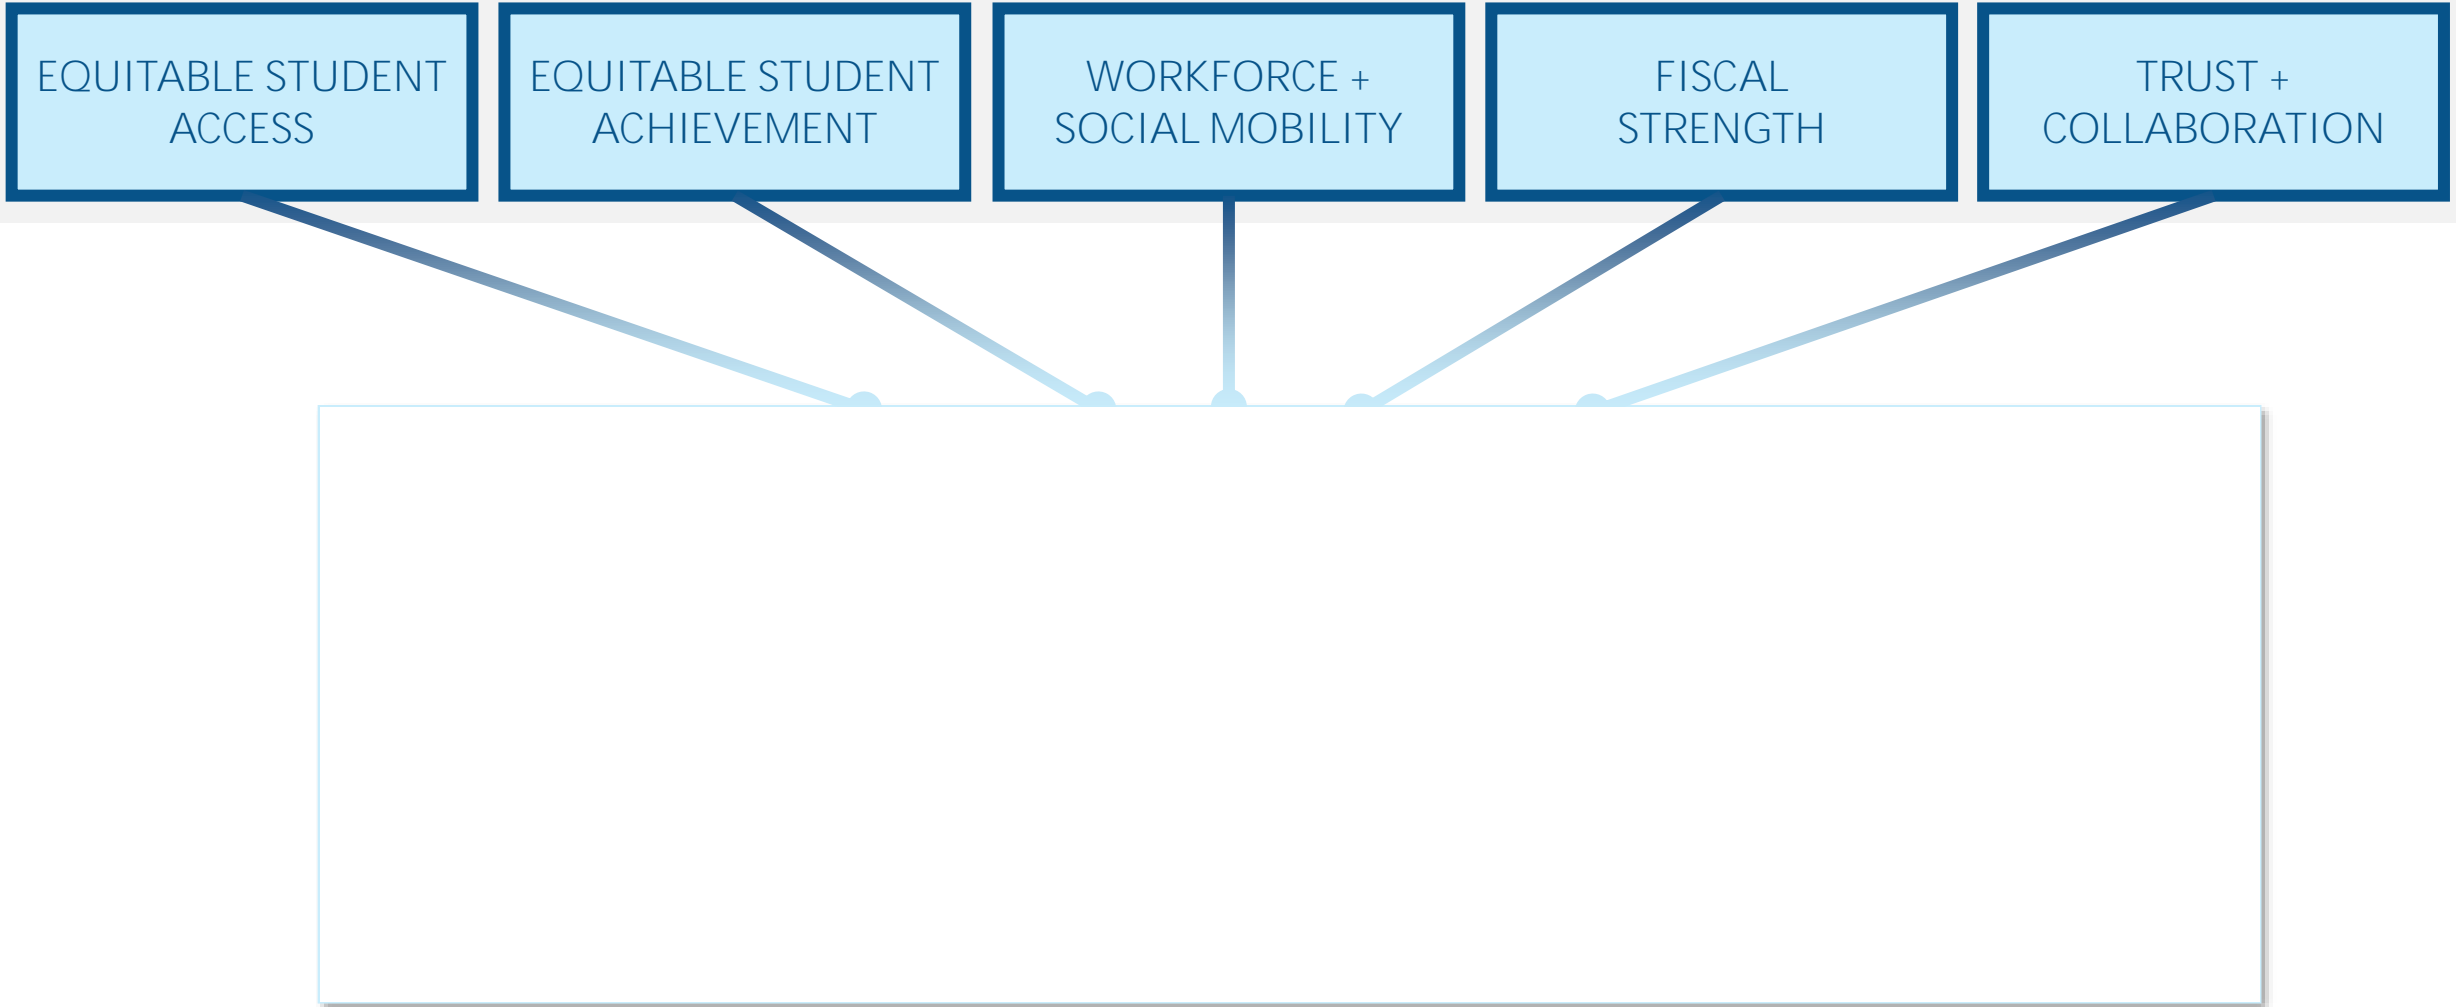 EQUITABLE STUDENT
ACCESS
EQUITABLE STUDENT
ACHIEVEMENT
WORKFORCE +
SOCIAL MOBILITY
FISCAL
STRENGTH
TRUST +
COLLABORATION